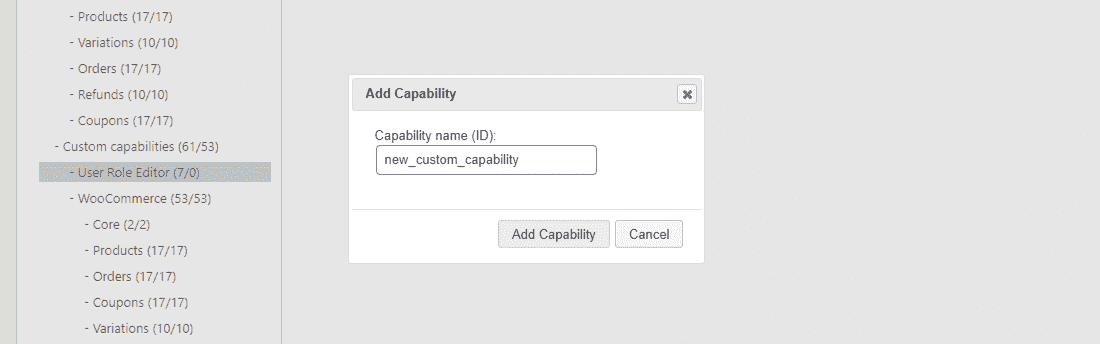 - Products (17/17)
- Variations (10/10)
- Orders (17/17)
- Refunds (10/10)
- Coupons (17/17)
- Custom capabilities (61/53)
- User Role Editor (7/0)
- WooCommerce (53/53)
- Core (2/2)
- Products (17/17)
- Orders (17/17)
- Coupons (17/17)
- Variations (10/10)
Add Capability
Capability name (ID):
new_custom_capability
Add Capability Cancel